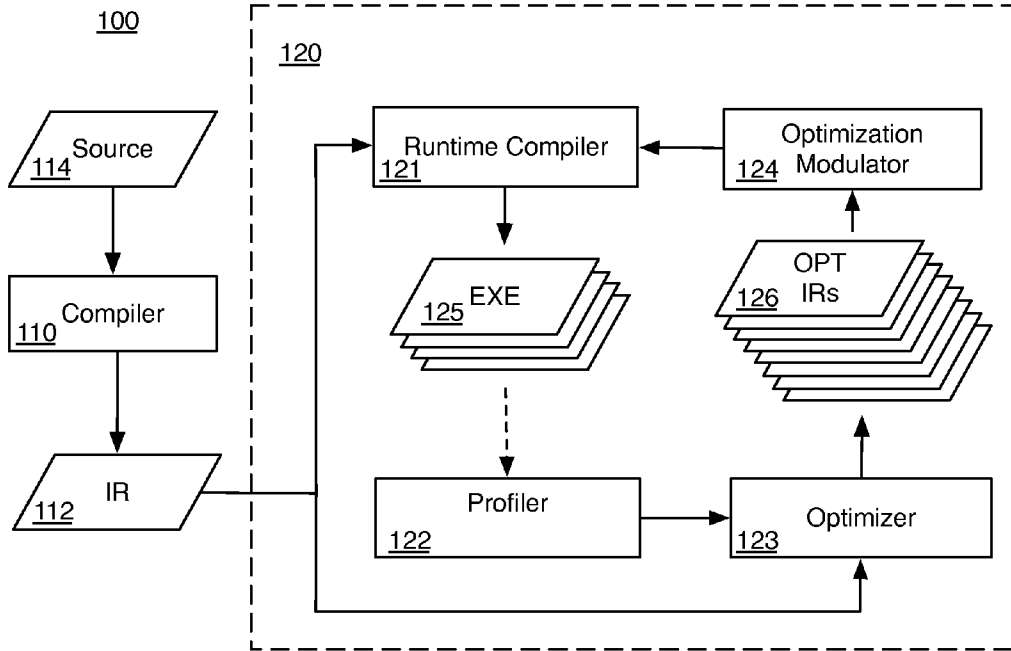 100
120
Source
114
Runtime Compiler
121
Optimization
Modulator
124
Compiler
110
EXE
125
OPT
IRs
126
IR
112
Profiler
122
Optimizer
123